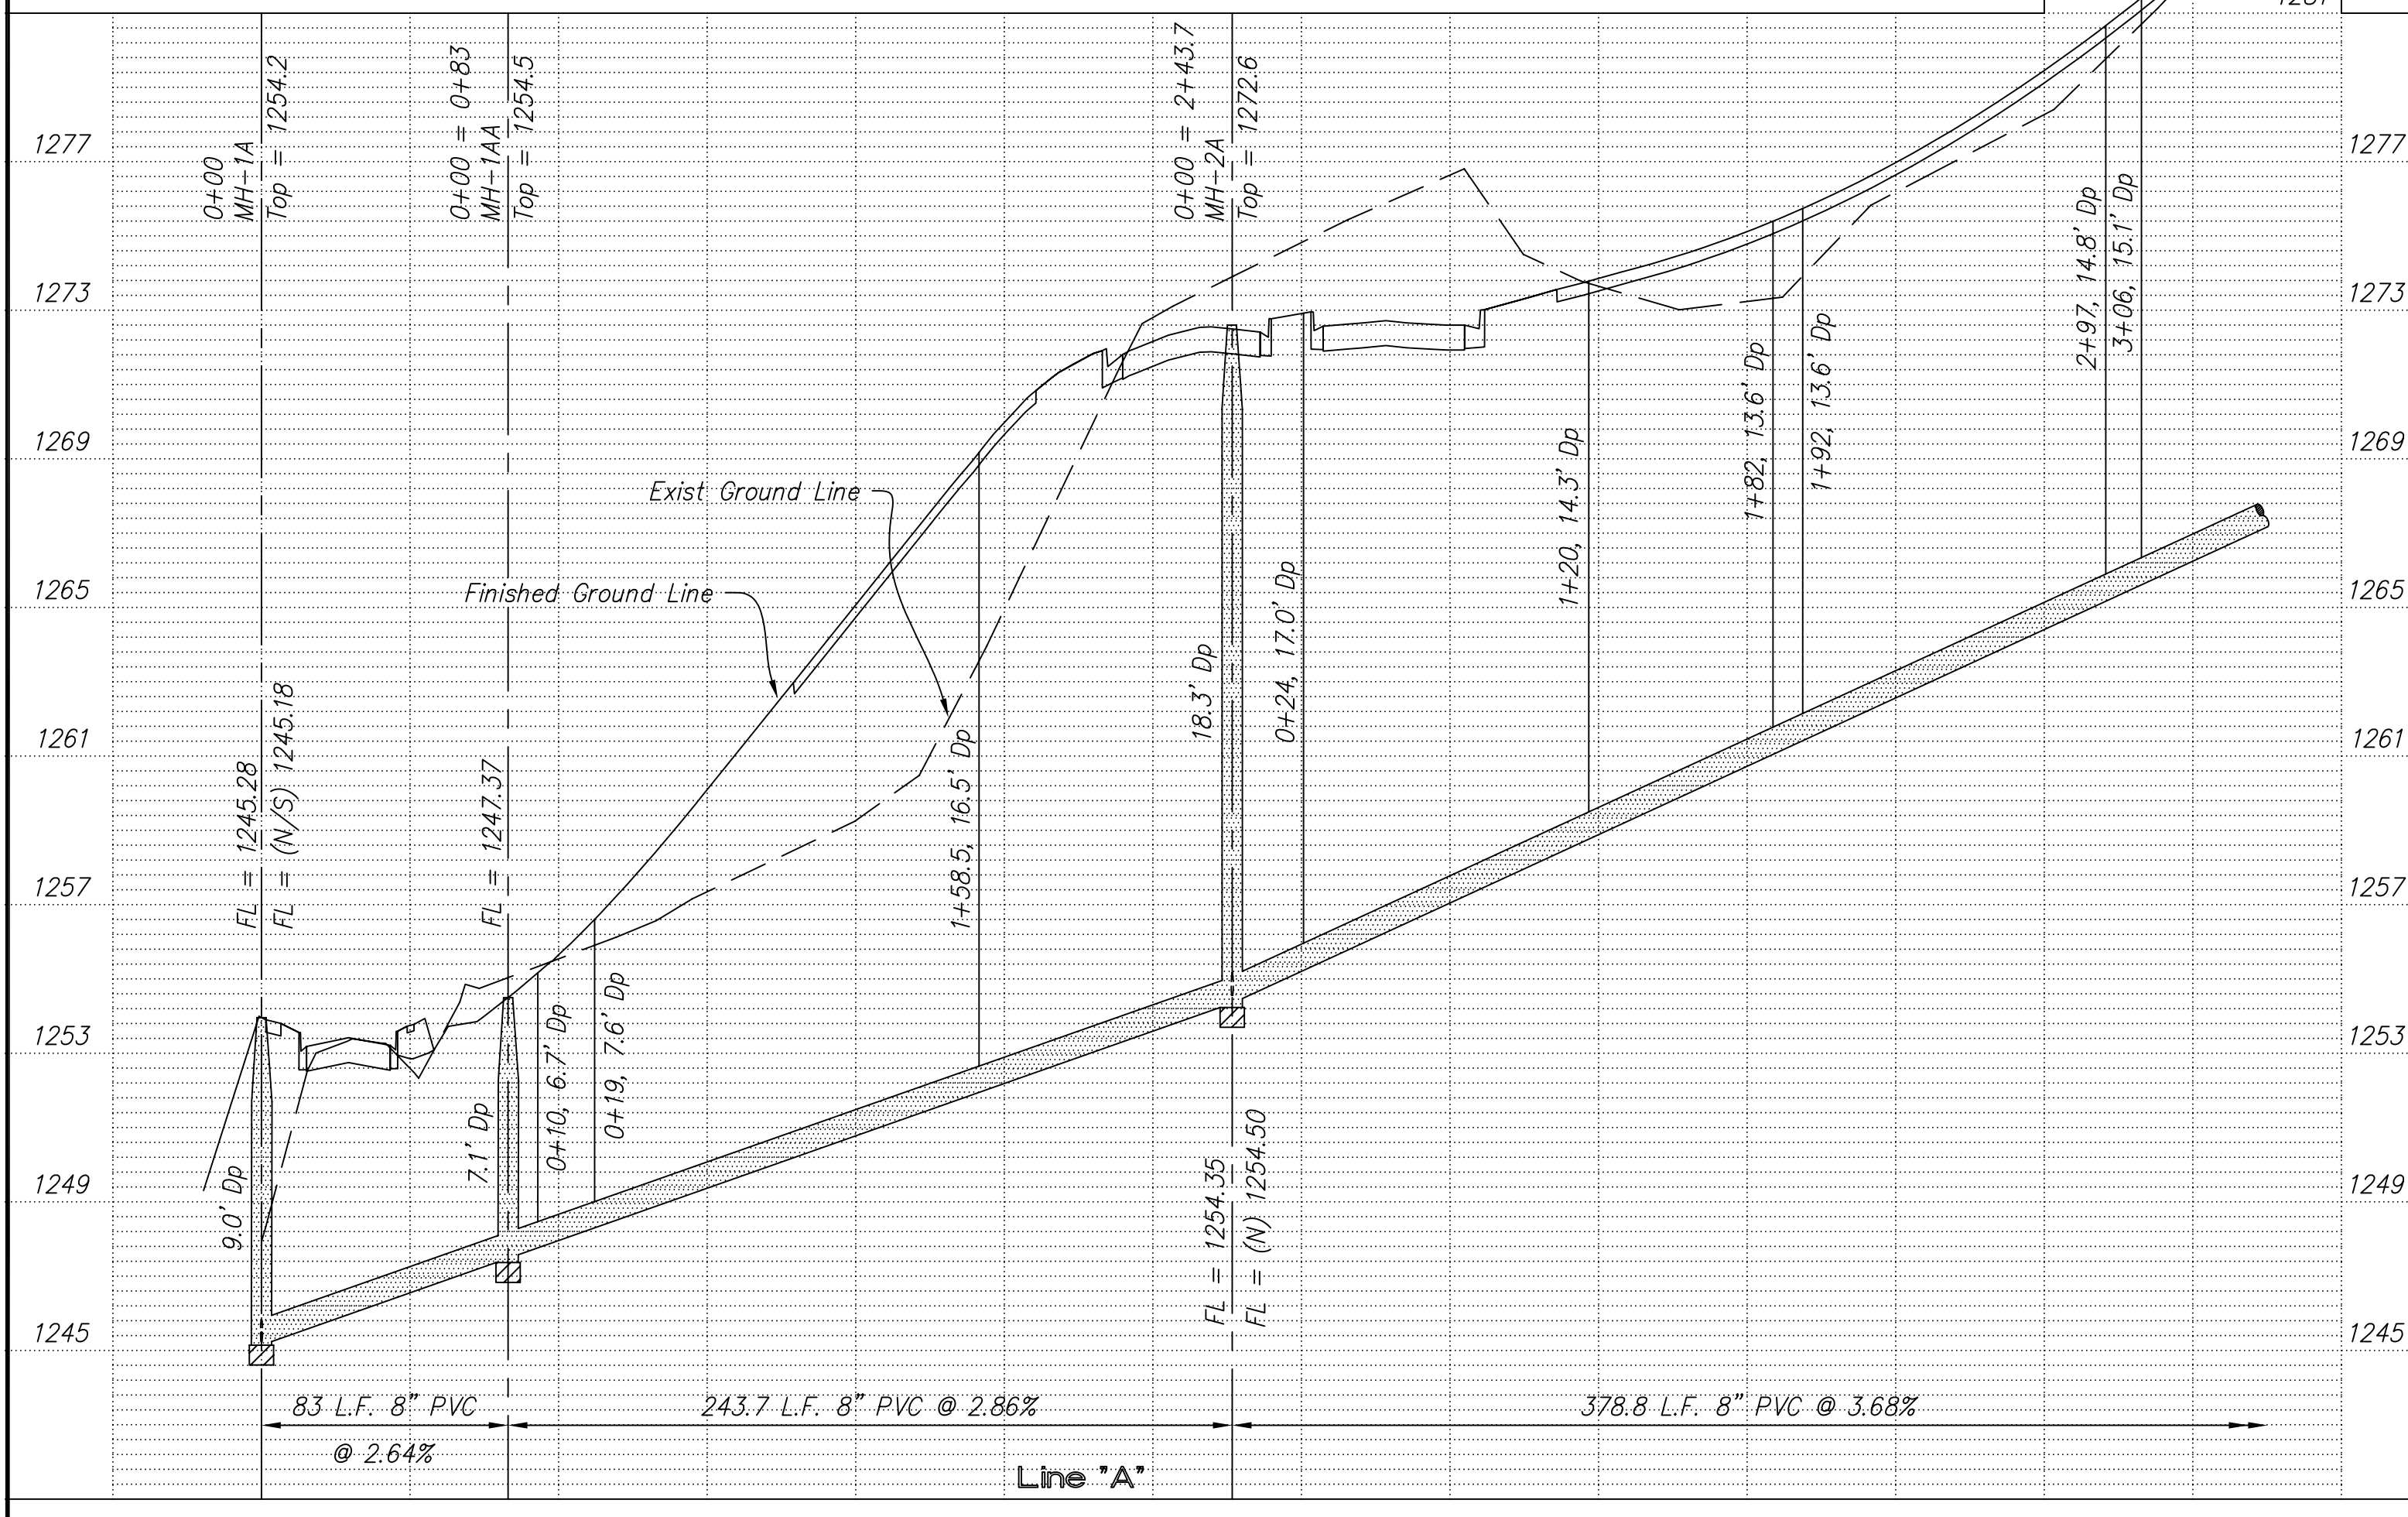 0+00
MH-1A
Top = 1254.2
0+00 = 0+83
MH-1AA
Top = 1254.5
0+00 = 2+43.7
MH-2A
Top = 1272.6
1277
1273
1269
1265
1261
1257
1253
1249
1245
1277
1273
1269
1265
1261
1257
1253
1249
1245
Exist Ground Line
Finished Ground Line
FL = 1245.28
FL = (N/S) 1245.18
FL = 1247.37
9.0' Dp
7.1' Dp
0+10, 6.7' Dp
0+19, 7.6' Dp
1+58.5, 16.5' Dp
18.3' Dp
0+24, 17.0' Dp
1+20, 14.3' Dp
1+82, 13.6' Dp
1+92, 13.6' Dp
2+97, 14.8' Dp
3+06, 15.1' Dp
FL = 1254.35
FL = (N) 1254.50
83 L.F. 8" PVC
@ 2.64%
243.7 L.F. 8" PVC @ 2.86%
378.8 L.F. 8" PVC @ 3.68%
Line "A"